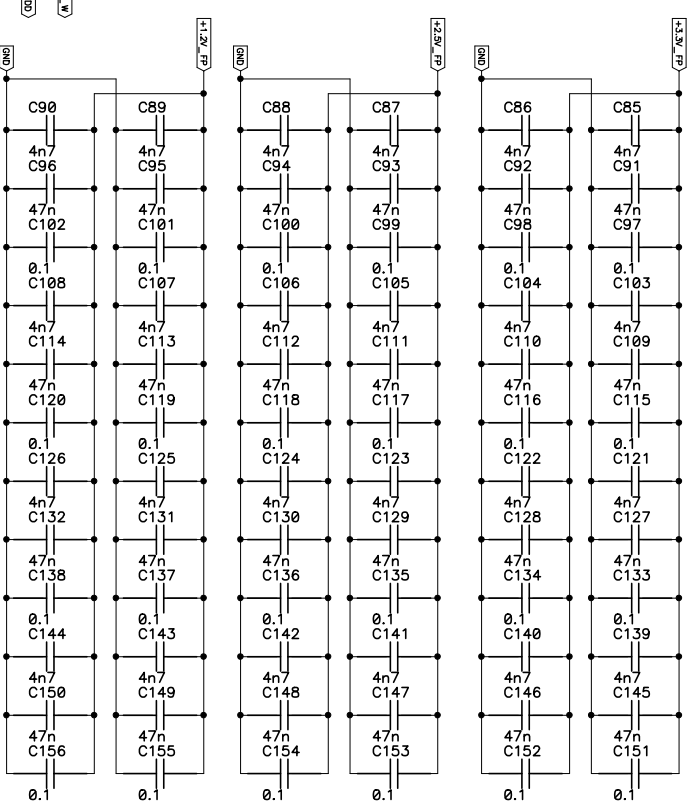 DD
_W
GND
+1.2V_FP
GND
+2.5V_FP
GND
+3.3V_FP
C90 C89 C88 C87 C86 C85
4n7 4n7 4n7 4n7 4n7 4n7
C96 C95 C94 C93 C92 C91
47n 47n 47n 47n 47n 47n
C102 C101 C100 C99 C98 C97
0.1 0.1 0.1 0.1 0.1 0.1
C108 C107 C106 C105 C104 C103
4n7 4n7 4n7 4n7 4n7 4n7
C114 C113 C112 C111 C110 C109
47n 47n 47n 47n 47n 47n
C120 C119 C118 C117 C116 C115
0.1 0.1 0.1 0.1 0.1 0.1
C126 C125 C124 C123 C122 C121
4n7 4n7 4n7 4n7 4n7 4n7
C132 C131 C130 C129 C128 C127
47n 47n 47n 47n 47n 47n
C138 C137 C136 C135 C134 C133
0.1 0.1 0.1 0.1 0.1 0.1
C144 C143 C142 C141 C140 C139
4n7 4n7 4n7 4n7 4n7 4n7
C150 C149 C148 C147 C146 C145
47n 47n 47n 47n 47n 47n
C156 C155 C154 C153 C152 C151
0.1 0.1 0.1 0.1 0.1 0.1